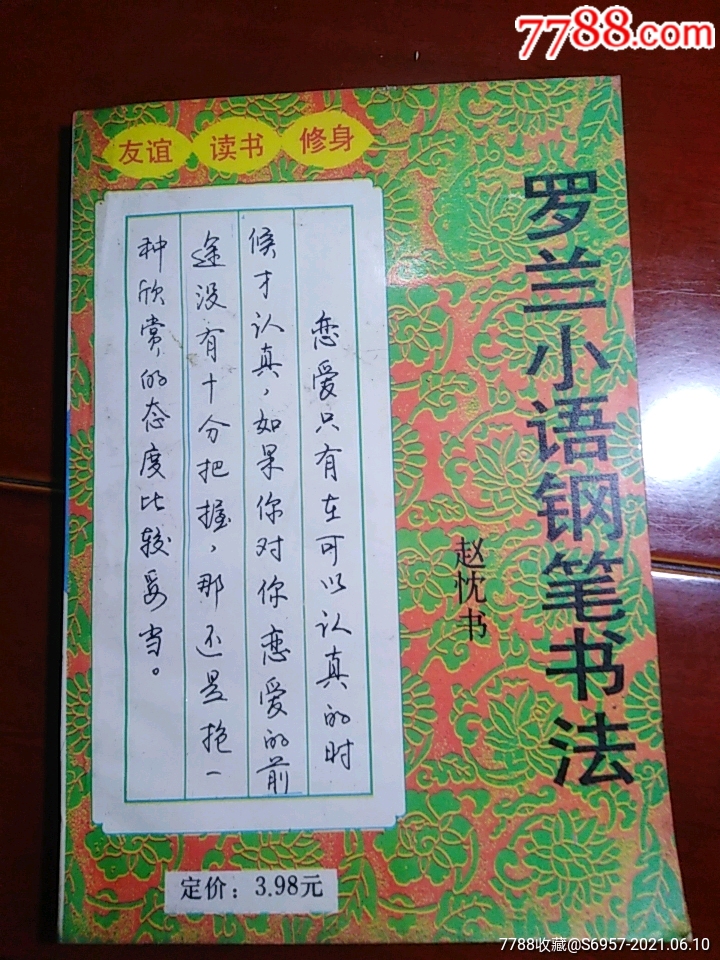 7788.com
友谊 读书 修身
罗兰小语钢笔书法
赵忱书
恋爱只有在可以认真的时
候才认真，如果你对你恋爱的前
途没有十分把握，那还是抱一
种欣赏的态度比较妥当。
定价：3.98元
7788收藏@S6957-2021.06.10